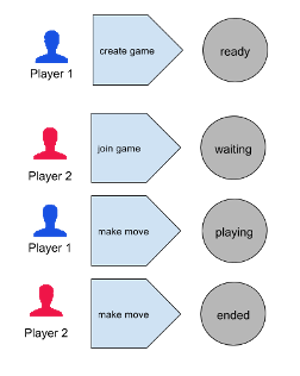 create game
ready
Player 1
join game
waiting
Player 2
make move
playing
Player 1
make move
ended
Player 2